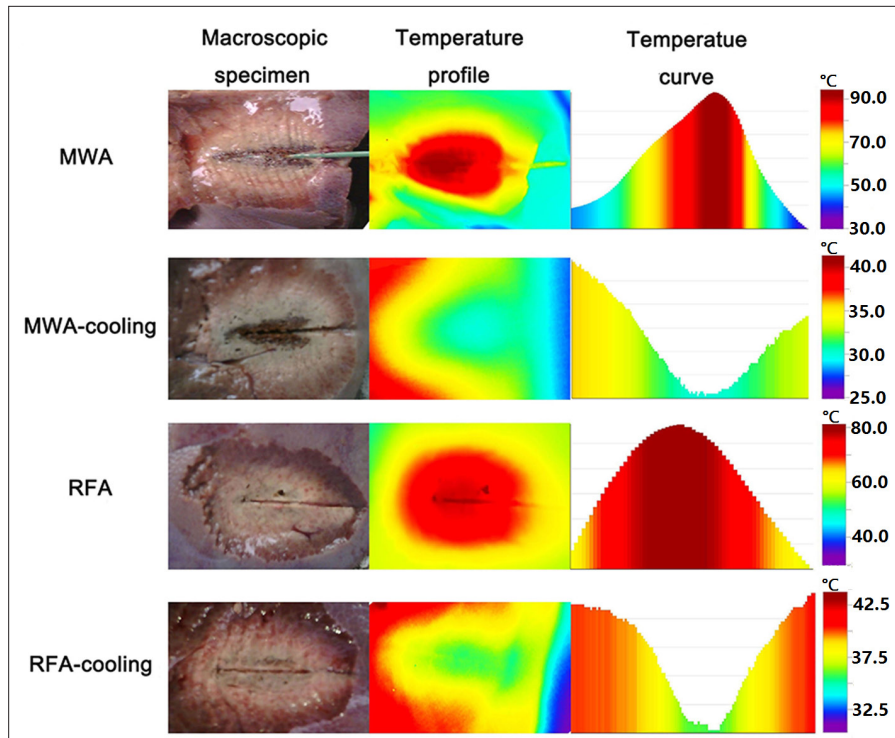 Macroscopic specimen
Temperature profile
Temperatue curve
MWA
°C
90.0
70.0
50.0
30.0
MWA-cooling
°C
40.0
35.0
30.0
25.0
RFA
°C
80.0
60.0
40.0
RFA-cooling
°C
42.5
37.5
32.5